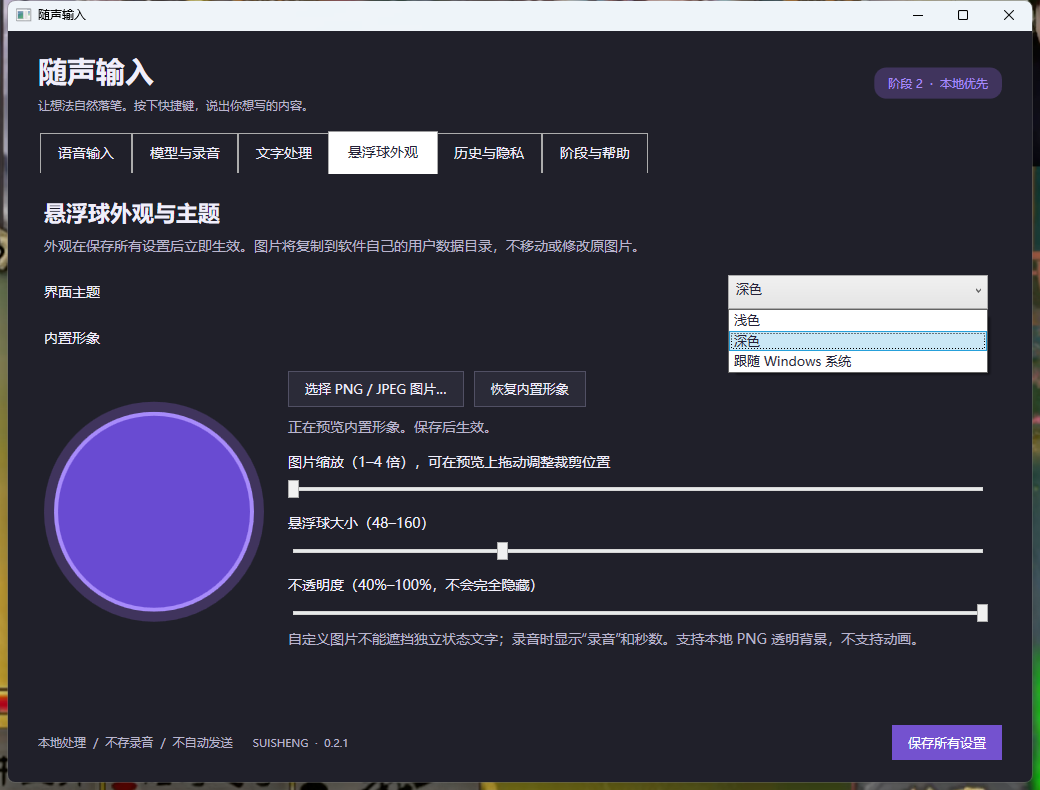 随声输入
随声输入
让想法自然落笔。按下快捷键，说出你想写的内容。
阶段 2 · 本地优先
语音输入 模型与录音 文字处理 悬浮球外观 历史与隐私 阶段与帮助
悬浮球外观与主题
外观在保存所有设置后立即生效。图片将复制到软件自己的用户数据目录，不移动或修改原图片。
界面主题
深色
浅色
深色
跟随 Windows 系统
内置形象
选择 PNG / JPEG 图片... 恢复内置形象
正在预览内置形象。保存后生效。
图片缩放（1–4 倍），可在预览上拖动调整裁剪位置
悬浮球大小（48–160）
不透明度（40%–100%，不会完全隐藏）
自定义图片不能遮挡独立状态文字；录音时显示“录音”和秒数。支持本地 PNG 透明背景，不支持动画。
本地处理 / 不存录音 / 不自动发送 SUISHENG · 0.2.1
保存所有设置